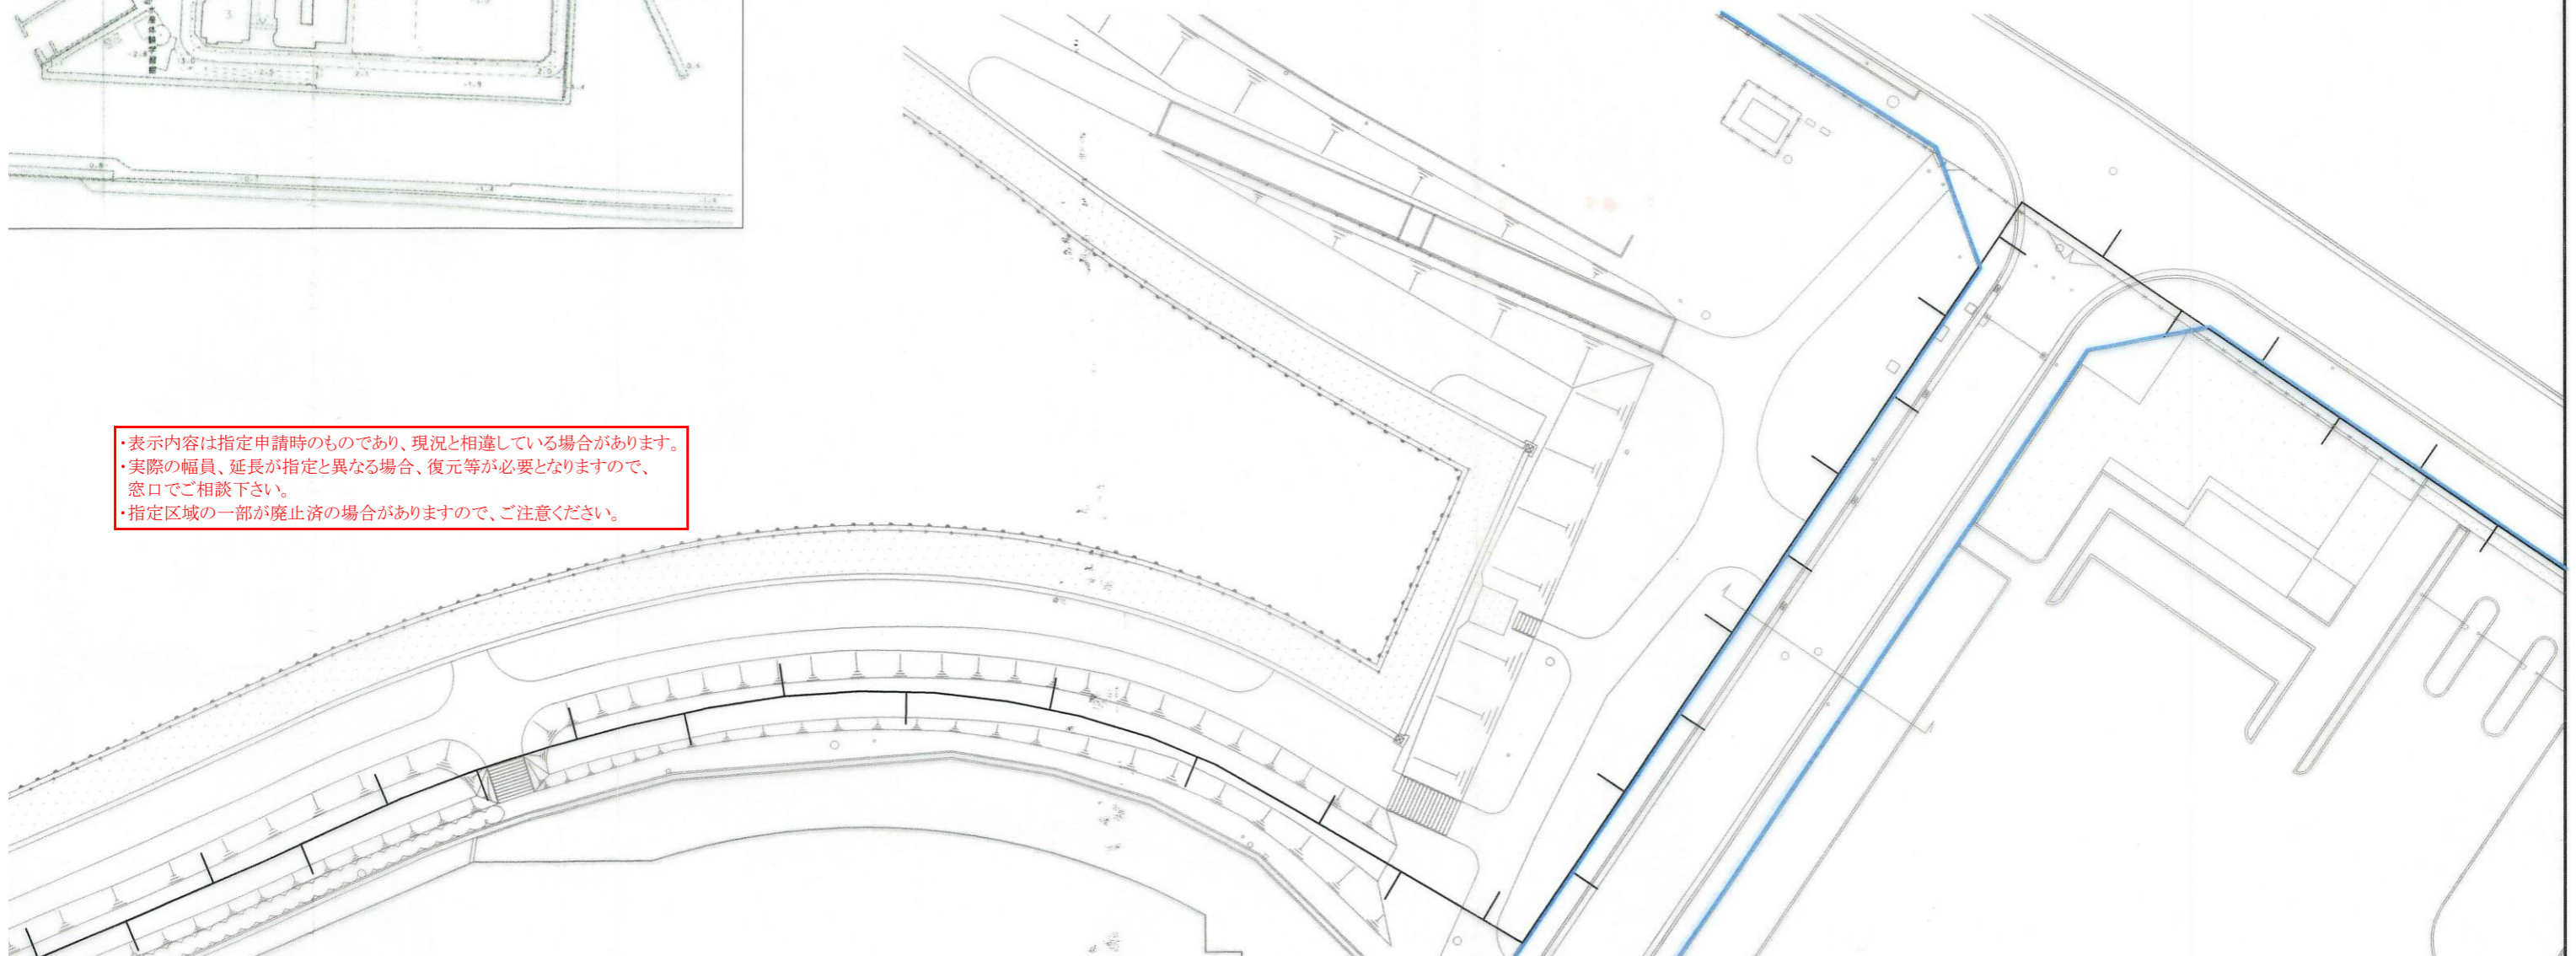 ・表示内容は指定申請時のものであり、現況と相違している場合があります。
・実際の幅員、延長が指定と異なる場合、復元等が必要となりますので、
窓口でご相談下さい。
・指定区域の一部が廃止済の場合がありますので、ご注意ください。